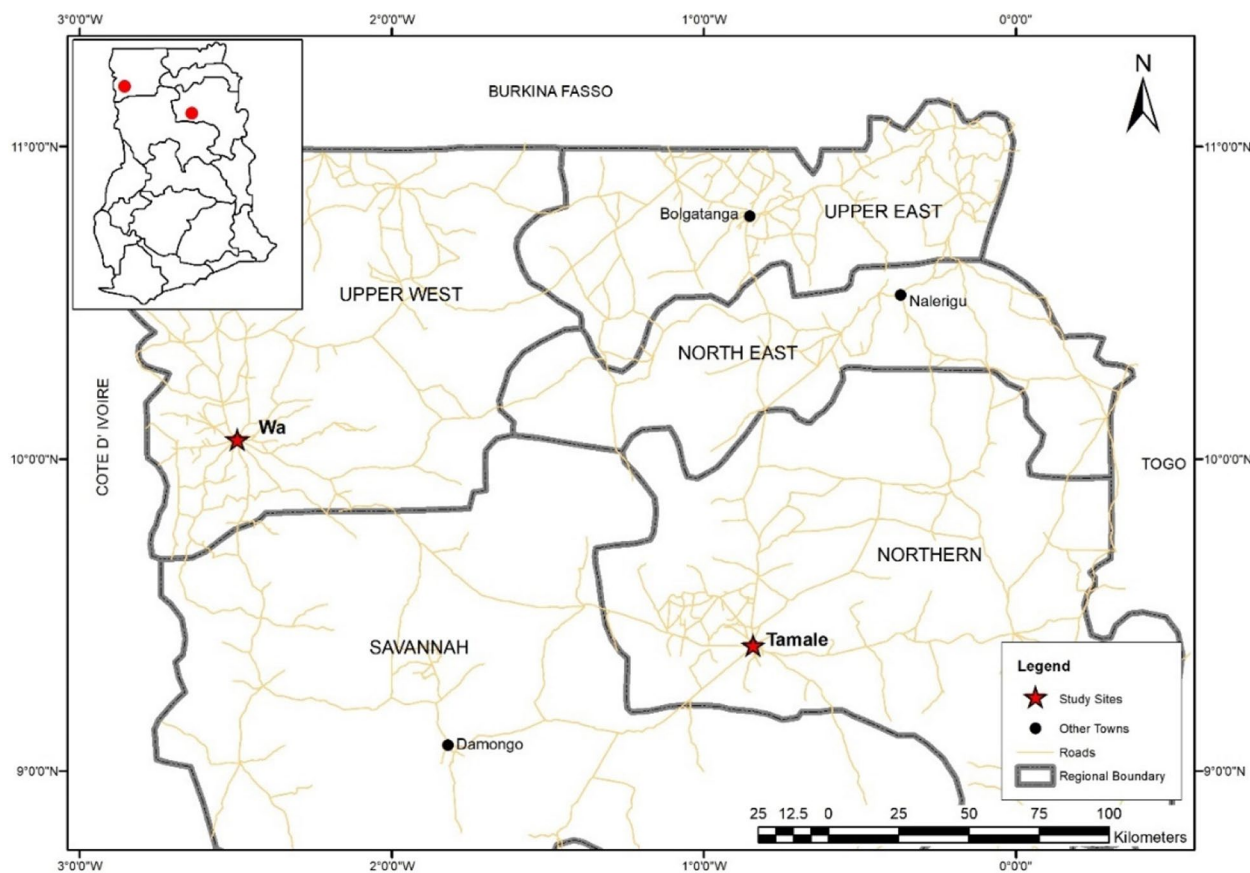 3°0'0"W 2°0'0"W 1°0'0"W 0°0'0"
N
BURKINA FASSO
11°0'0"N 11°0'0"N
Bolgatanga
UPPER EAST
UPPER WEST
Nalerigu
NORTH EAST
Wa
COTE D' IVOIRE
10°0'0"N 10°0'0"N
TOGO
NORTHERN
Tamale
SAVANNAH
Damongo
Legend
Study Sites
Other Towns
Roads
Regional Boundary
9°0'0"N 9°0'0"N
25 12.5 0 25 50 75 100
Kilometers
3°0'0"W 2°0'0"W 1°0'0"W 0°0'0"